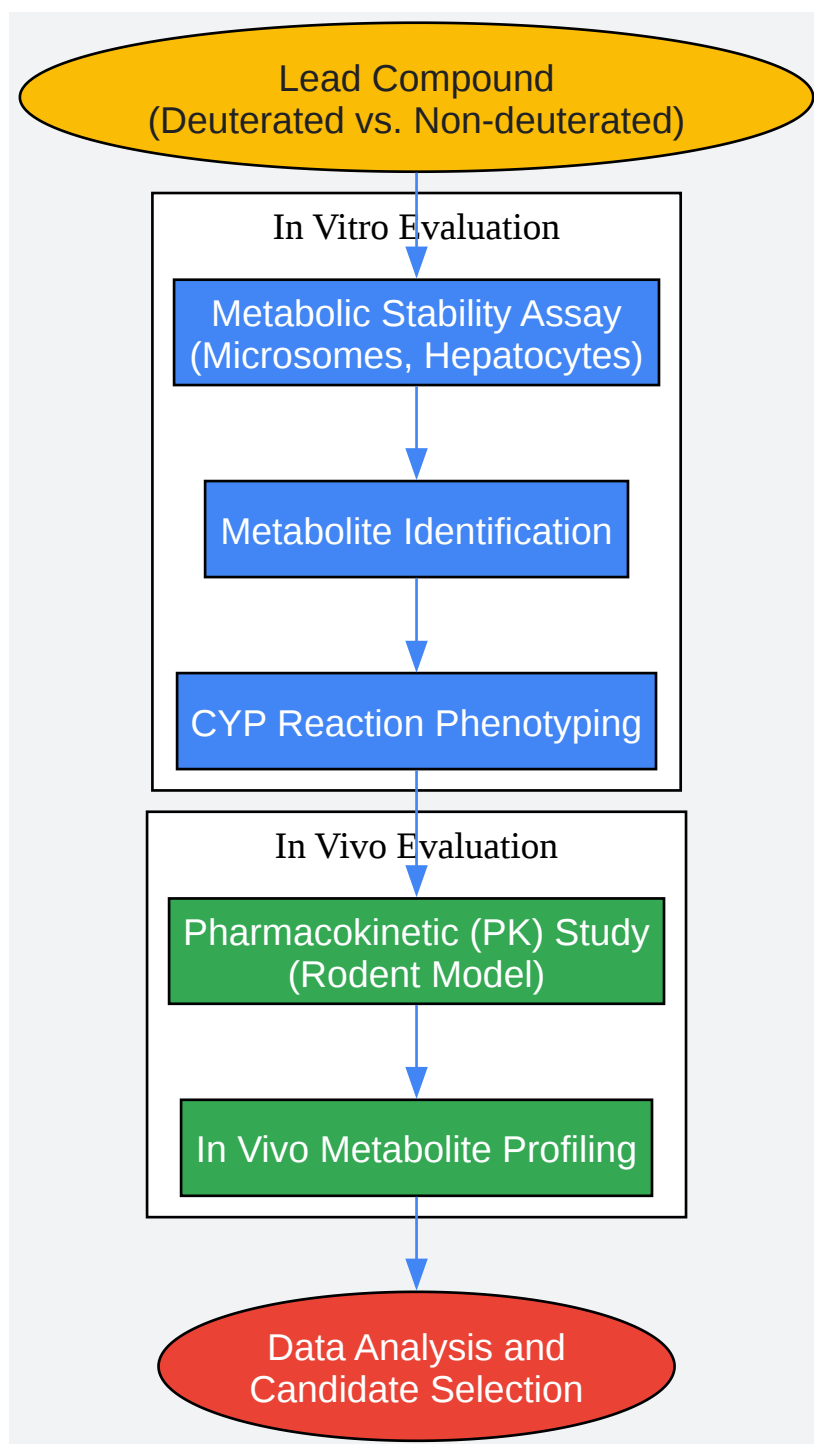 Lead Compound
(Deuterated vs. Non-deuterated)
In Vitro Evaluation
Metabolic Stability Assay
(Microsomes, Hepatocytes)
Metabolite Identification
CYP Reaction Phenotyping
In Vivo Evaluation
Pharmacokinetic (PK) Study
(Rodent Model)
In Vivo Metabolite Profiling
Data Analysis and
Candidate Selection